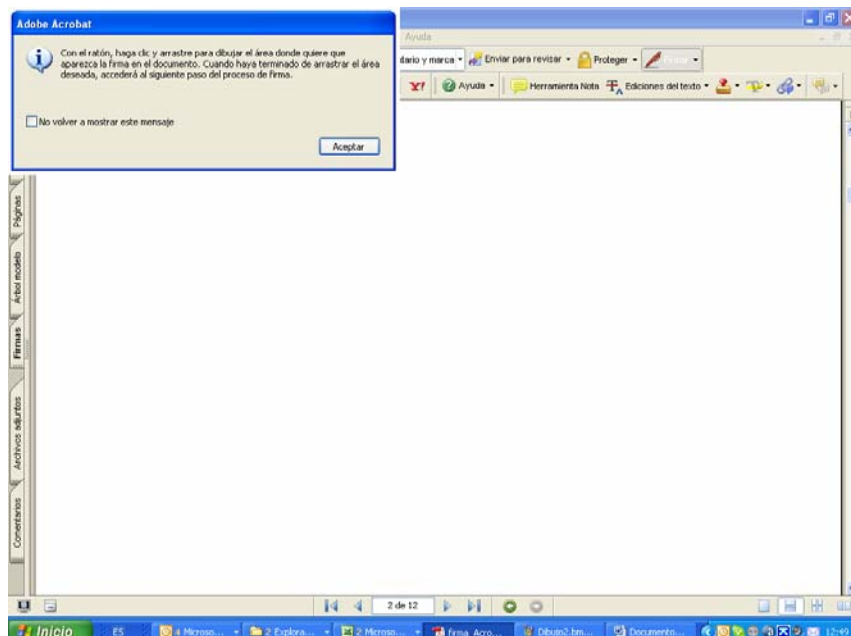 Adobe Acrobat
Con el ratón, haga clic y arrastre para dibujar el área donde quiere que
aparezca la firma en el documento. Cuando haya terminado de arrastrar el área
deseada, accederá al siguiente paso del proceso de firma.
No volver a mostrar este mensaje
Aceptar
Ayuda
dario y marca
Enviar para revisar
Proteger
Y!
Ayuda
Herramienta Nota
Ediciones del texto
Páginas
Árbol modelo
Firmas
Archivos adjuntos
Comentarios
2 de 12
Inicio
ES
4 Microso...
2 Explora...
2 Microso...
firma_Acro...
Dibujo2.bm...
Documento...
12:49